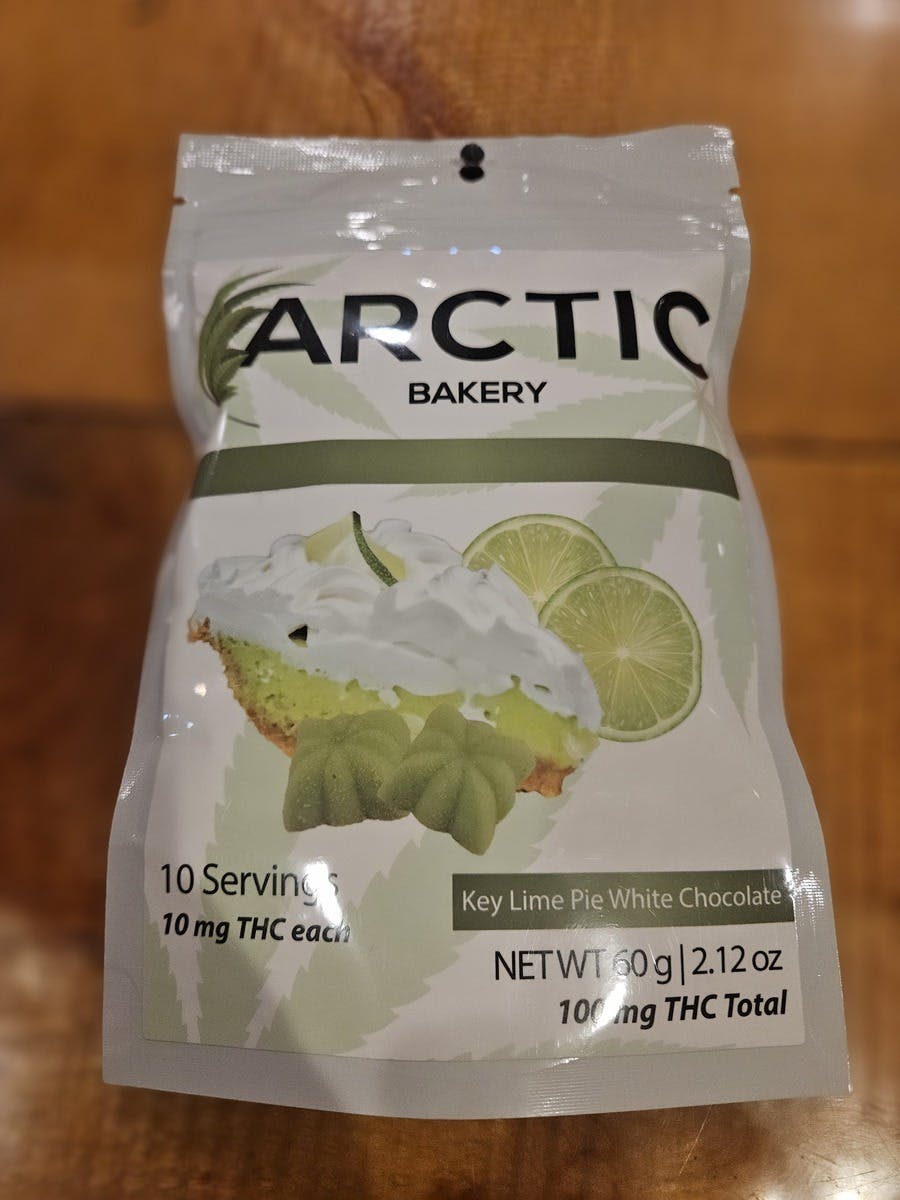 ARCTIC
BAKERY
10 Servings
10 mg THC each
Key Lime Pie White Chocolate
NET WT 60 g | 2.12 oz
100 mg THC Total